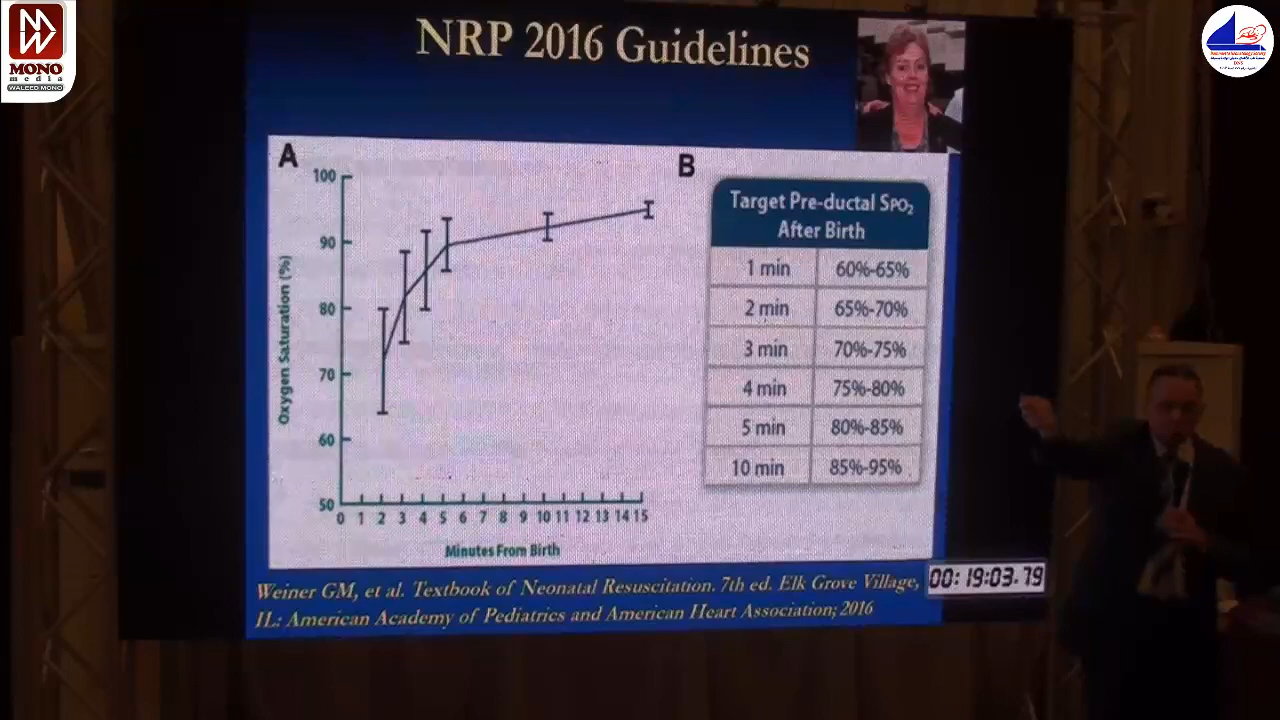 MONO
media
WALEED MONO
NRP 2016 Guidelines
DNS
A
B
100
90
80
70
60
50
Oxygen Saturation (%)
0 1 2 3 4 5 6 7 8 9 10 11 12 13 14 15
Minutes From Birth
Target Pre-ductal SPO₂
After Birth
1 min 60%-65%
2 min 65%-70%
3 min 70%-75%
4 min 75%-80%
5 min 80%-85%
10 min 85%-95%
Weiner GM, et al. Textbook of Neonatal Resuscitation. 7th ed. Elk Grove Village,
IL: American Academy of Pediatrics and American Heart Association; 2016
00:19:03.79